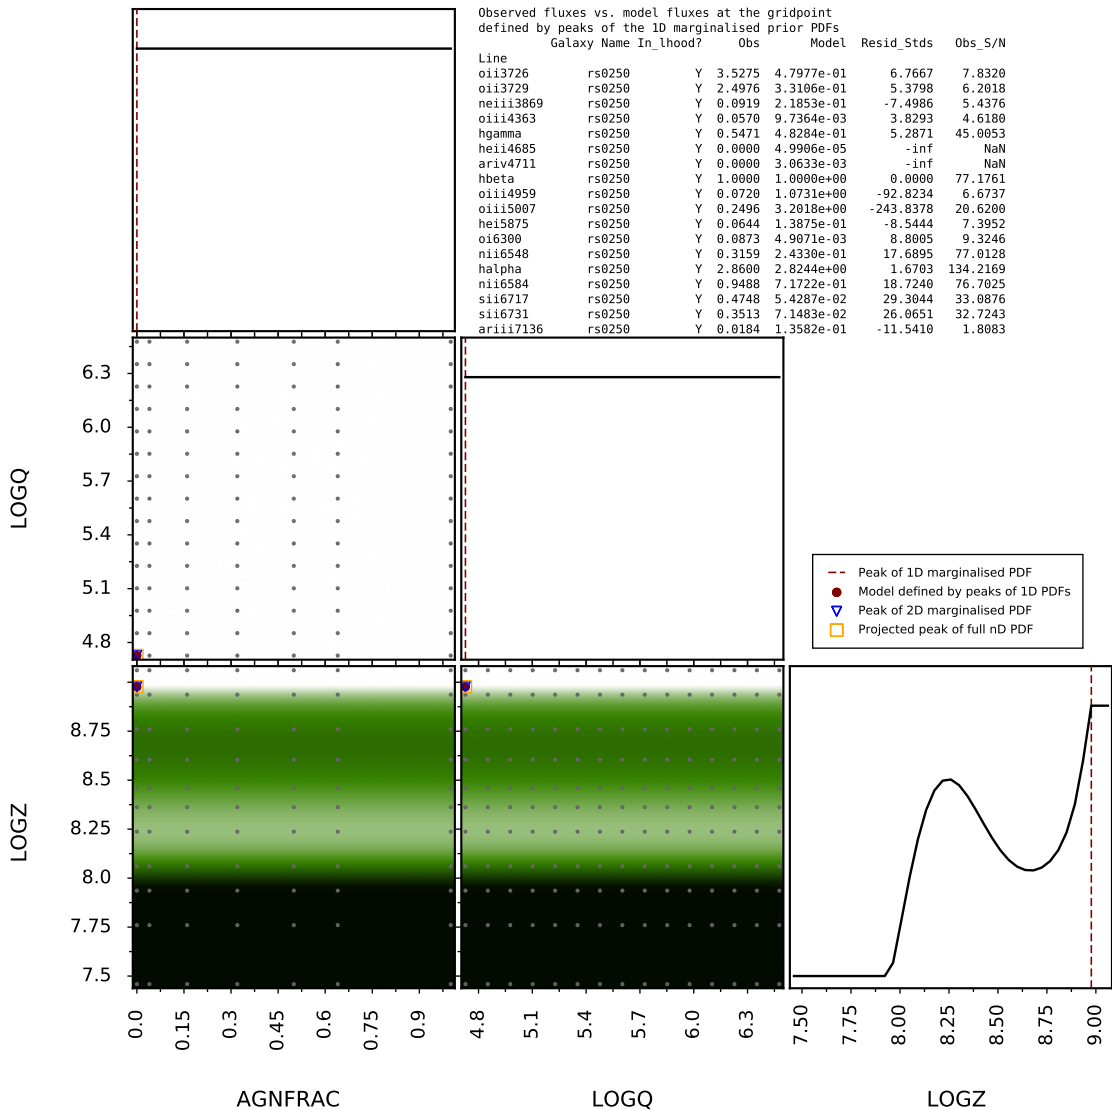 Observed fluxes vs. model fluxes at the gridpoint
defined by peaks of the 1D marginalised prior PDFs
Galaxy Name In_lhood? Obs Model Resid_Stds Obs_S/N
Line
oii3726 rs0250 Y 3.5275 4.7977e-01 6.7667 7.8320
oii3729 rs0250 Y 2.4976 3.3106e-01 5.3798 6.2018
neiii3869 rs0250 Y 0.0919 2.1853e-01 -7.4986 5.4376
oiii4363 rs0250 Y 0.0570 9.7364e-03 3.8293 4.6180
hgamma rs0250 Y 0.5471 4.8284e-01 5.2871 45.0053
heii4685 rs0250 Y 0.0000 4.9906e-05 -inf NaN
ariv4711 rs0250 Y 0.0000 3.0633e-03 -inf NaN
hbeta rs0250 Y 1.0000 1.0000e+00 0.0000 77.1761
oiii4959 rs0250 Y 0.0720 1.0731e+00 -92.8234 6.6737
oiii5007 rs0250 Y 0.2496 3.2018e+00 -243.8378 20.6200
hei5875 rs0250 Y 0.0644 1.3875e-01 -8.5444 7.3952
oi6300 rs0250 Y 0.0873 4.9071e-03 8.8005 9.3246
nii6548 rs0250 Y 0.3159 2.4330e-01 17.6895 77.0128
halpha rs0250 Y 2.8600 2.8244e+00 1.6703 134.2169
nii6584 rs0250 Y 0.9488 7.1722e-01 18.7240 76.7025
sii6717 rs0250 Y 0.4748 5.4287e-02 29.3044 33.0876
sii6731 rs0250 Y 0.3513 7.1483e-02 26.0651 32.7243
ariii7136 rs0250 Y 0.0184 1.3582e-01 -11.5410 1.8083
6.3
6.0
5.7
5.4
5.1
4.8
LOGQ
Peak of 1D marginalised PDF
Model defined by peaks of 1D PDFs
Peak of 2D marginalised PDF
Projected peak of full nD PDF
8.75
8.5
8.25
8.0
7.75
7.5
LOGZ
0.0 0.15 0.3 0.45 0.6 0.75 0.9
4.8 5.1 5.4 5.7 6.0 6.3
7.50 7.75 8.00 8.25 8.50 8.75 9.00
AGNFRAC LOGQ LOGZ